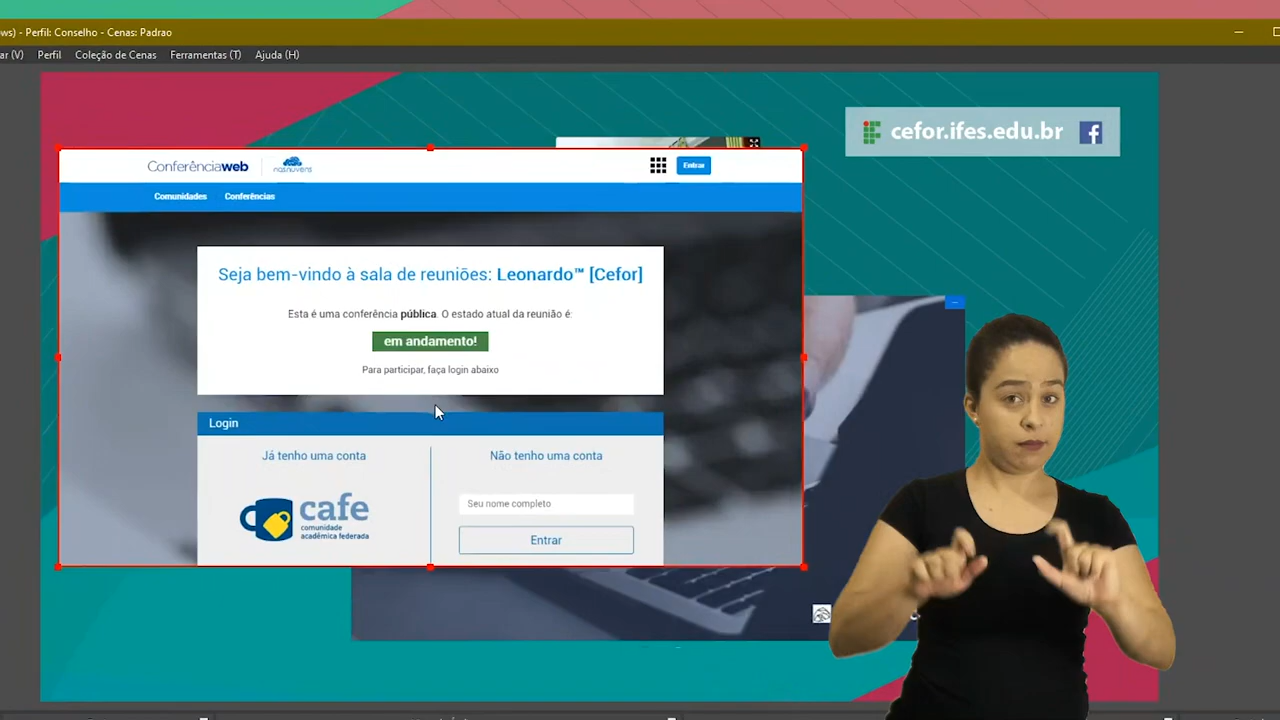 ws) - Perfil: Conselho - Cenas: Padrao
ar (V) Perfil Coleção de Cenas Ferramentas (T) Ajuda (H)
cefor.ifes.edu.br
Conferênciaweb nasnuvens Entrar
Comunidades Conferências
Seja bem-vindo à sala de reuniões: Leonardo™ [Cefor]
Esta é uma conferência pública. O estado atual da reunião é:
em andamento!
Para participar, faça login abaixo
Login
Já tenho uma conta
Não tenho uma conta
cafe
comunidade
acadêmica federada
Seu nome completo
Entrar